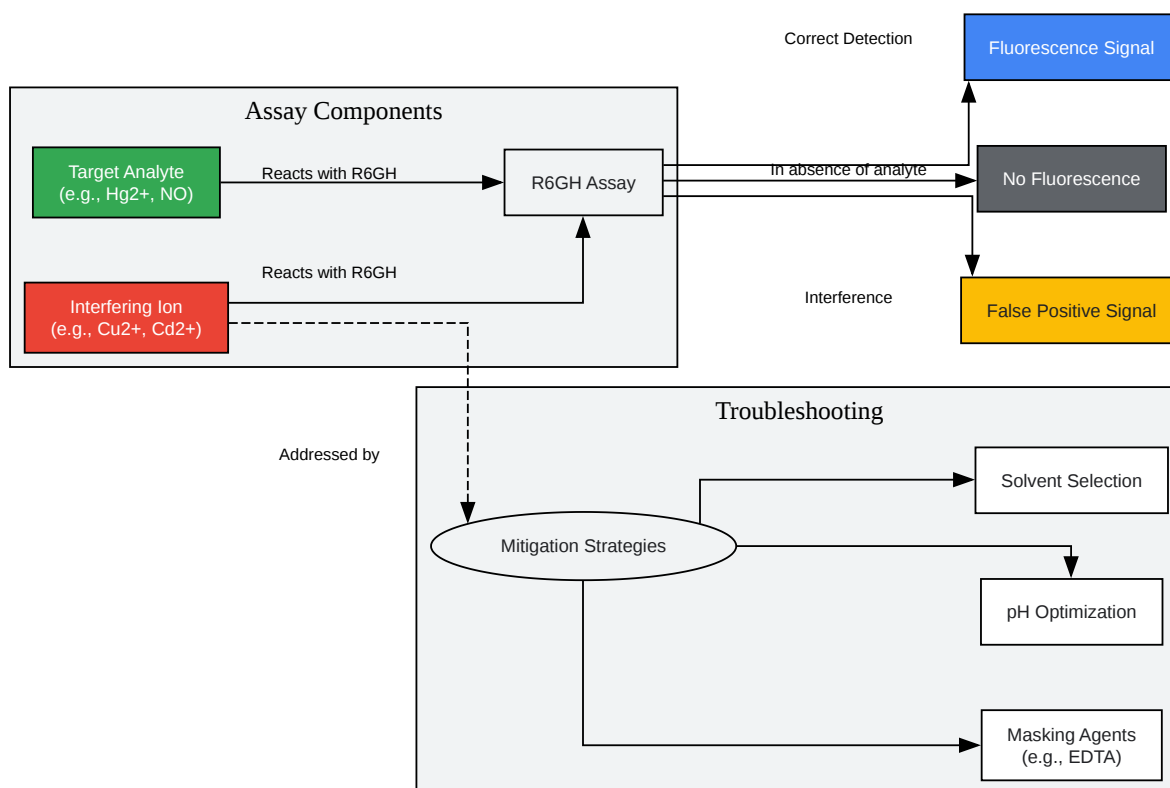 Correct Detection
Fluorescence Signal
Assay Components
Target Analyte
(e.g., Hg2+, NO)
Reacts with R6GH
R6GH Assay
In absence of analyte
No Fluorescence
Reacts with R6GH
Interfering Ion
(e.g., Cu2+, Cd2+)
Interference
False Positive Signal
Troubleshooting
Addressed by
Solvent Selection
Mitigation Strategies
pH Optimization
Masking Agents
(e.g., EDTA)